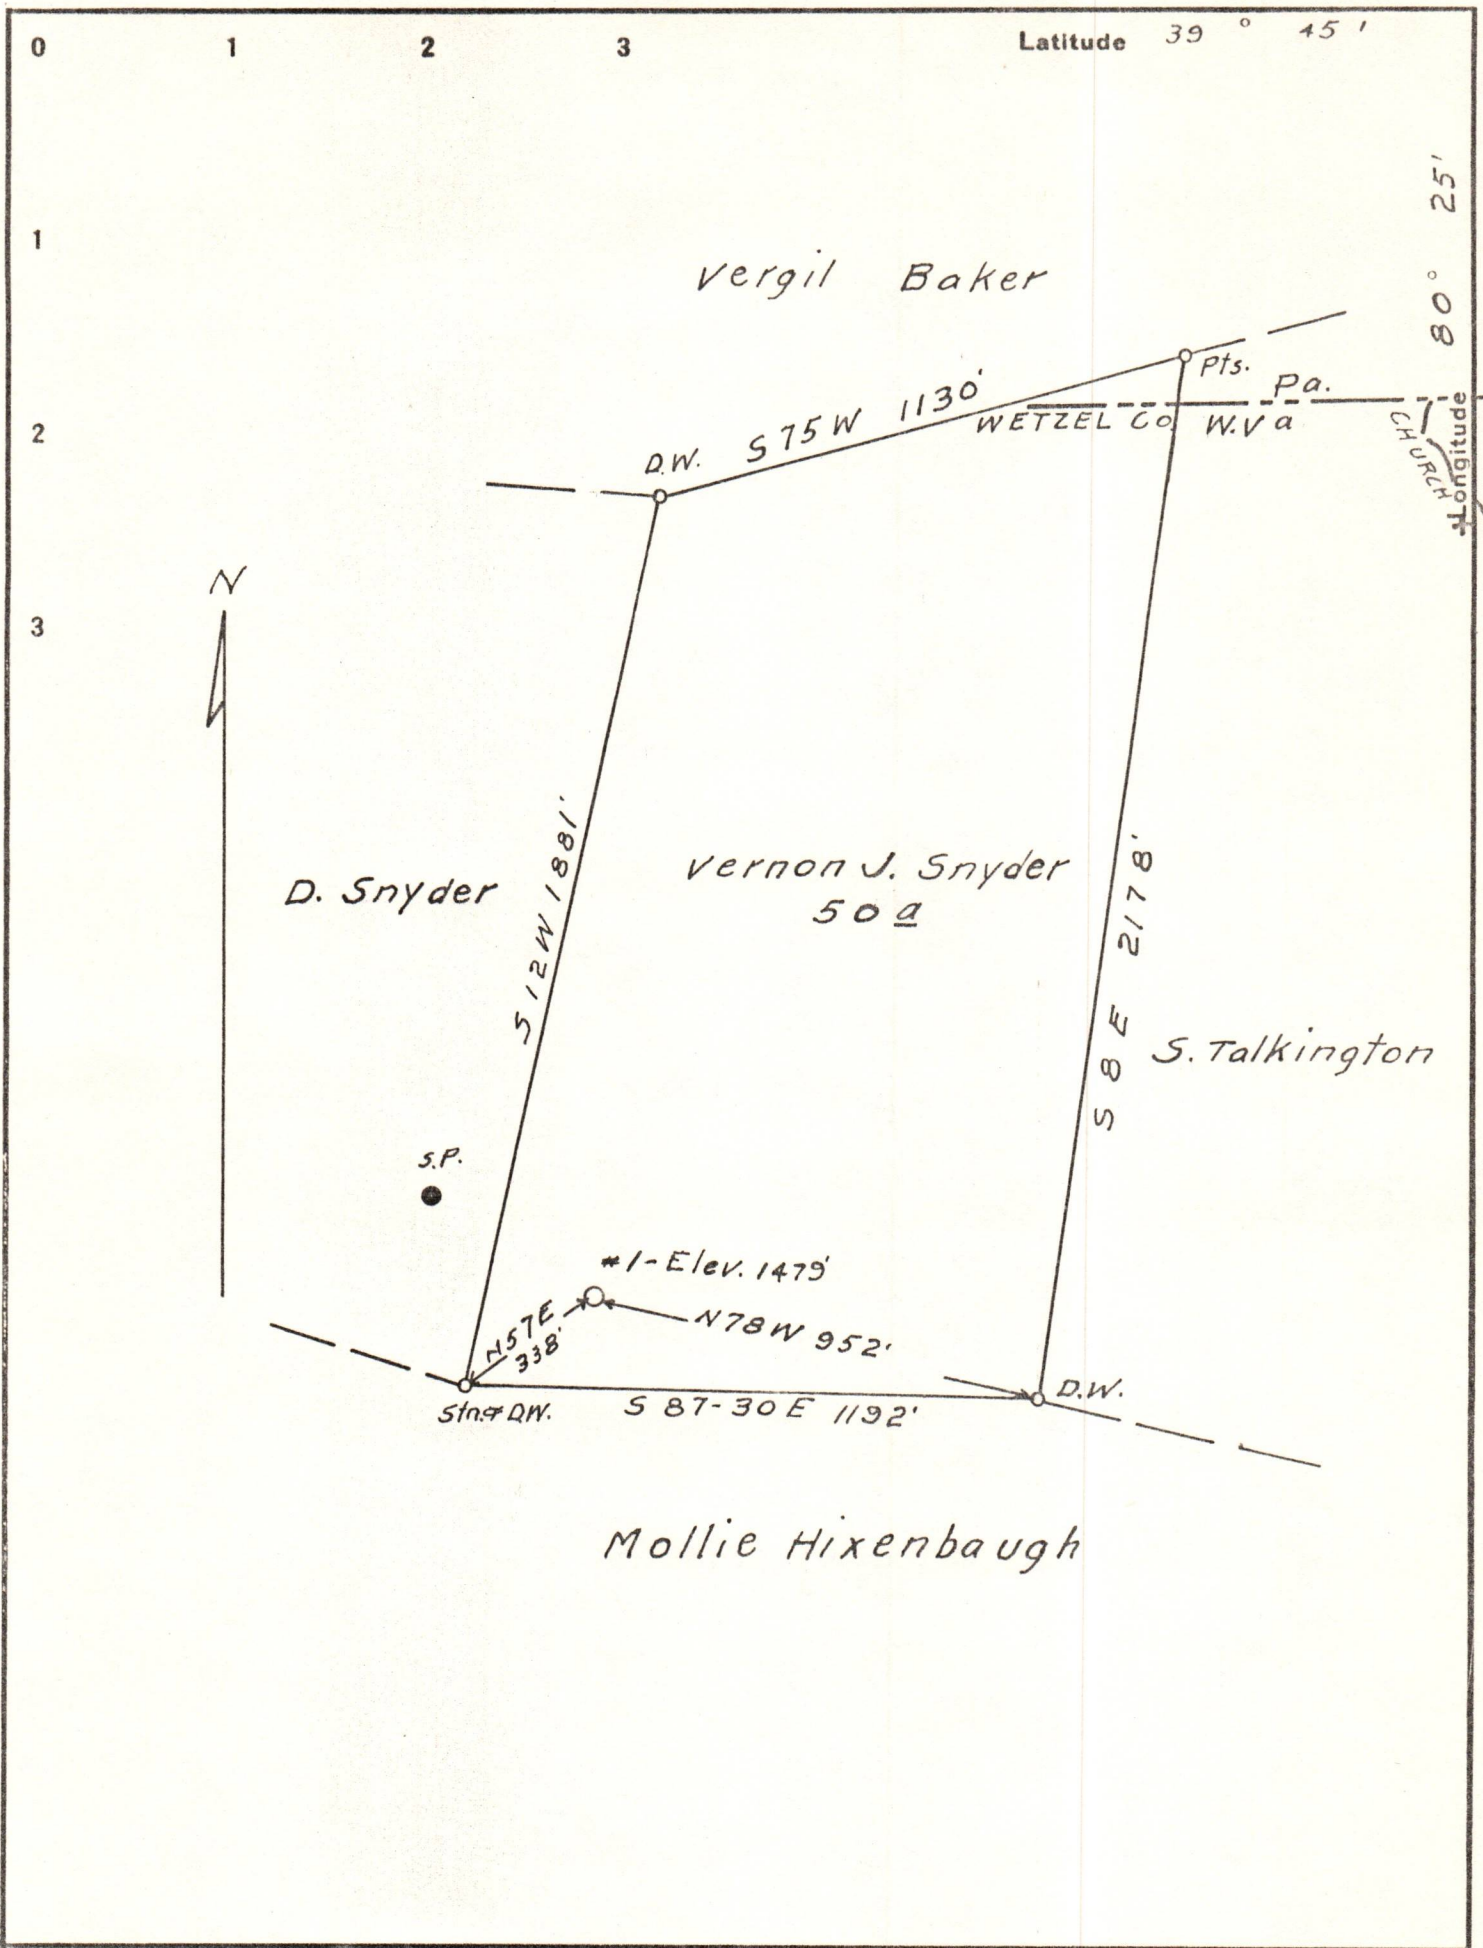 0 1 2 3 Latitude 39 ° 45 '
80° 25'
Longitude
1
2
3
Vergil Baker
Pts.
Pa.
WETZEL Co W.Va
CHURCH
S 75 W 1130'
D.W.
N
S 12 W 1881'
D. Snyder
Vernon J. Snyder
50 a
S 8 E 2178'
S. Talkington
S.P.
#1-Elev. 1479'
N57E
338'
N78W 952'
Stn. & D.W.
S 87-30 E 1192'
D.W.
Mollie Hixenbaugh